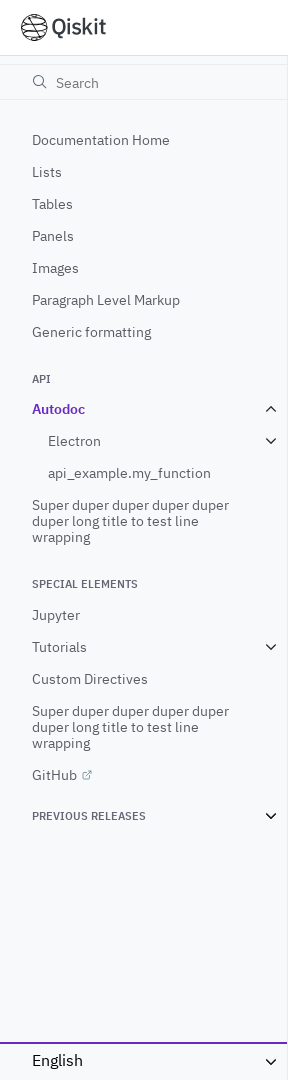 Qiskit
Search
Documentation Home
Lists
Tables
Panels
Images
Paragraph Level Markup
Generic formatting
API
Autodoc
Electron
api_example.my_function
Super duper duper duper duper
duper long title to test line
wrapping
SPECIAL ELEMENTS
Jupyter
Tutorials
Custom Directives
Super duper duper duper duper
duper long title to test line
wrapping
GitHub
PREVIOUS RELEASES
English